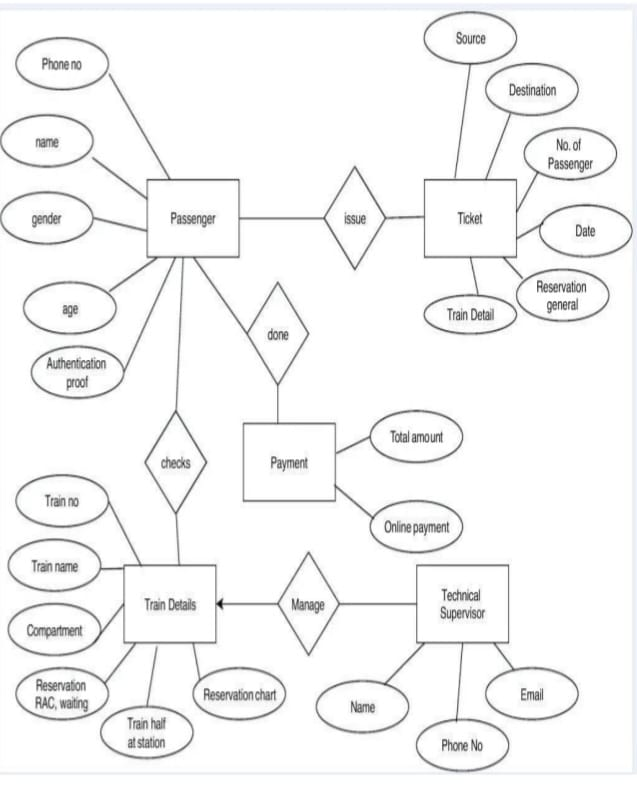 Source
Phone no
Destination
name
No. of
Passenger
gender
Passenger
issue
Ticket
Date
age
Reservation
general
Train Detail
done
Authentication
proof
Total amount
checks
Payment
Train no
Online payment
Train name
Train Details
Manage
Technical
Supervisor
Compartment
Reservation
RAC, waiting
Reservation chart
Name
Email
Train half
at station
Phone No